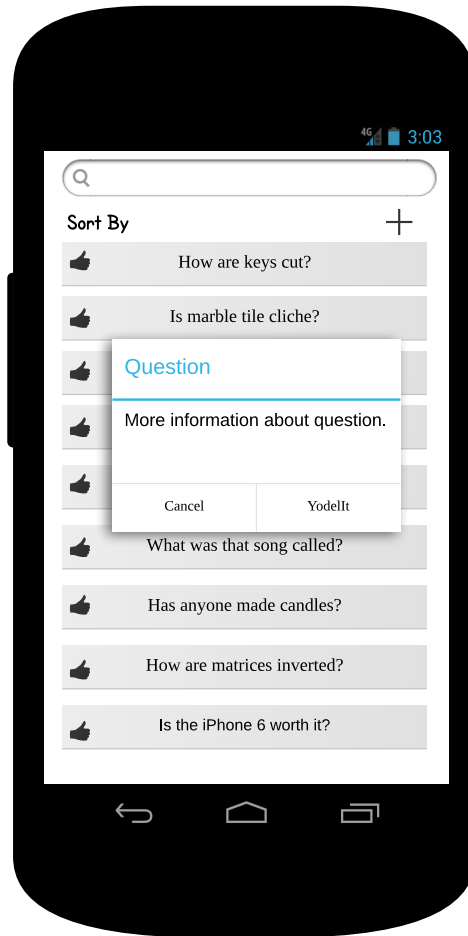 4G 3:03
Sort By
How are keys cut?
Is marble tile cliche?
Question
More information about question.
Cancel YodelIt
What was that song called?
Has anyone made candles?
How are matrices inverted?
Is the iPhone 6 worth it?